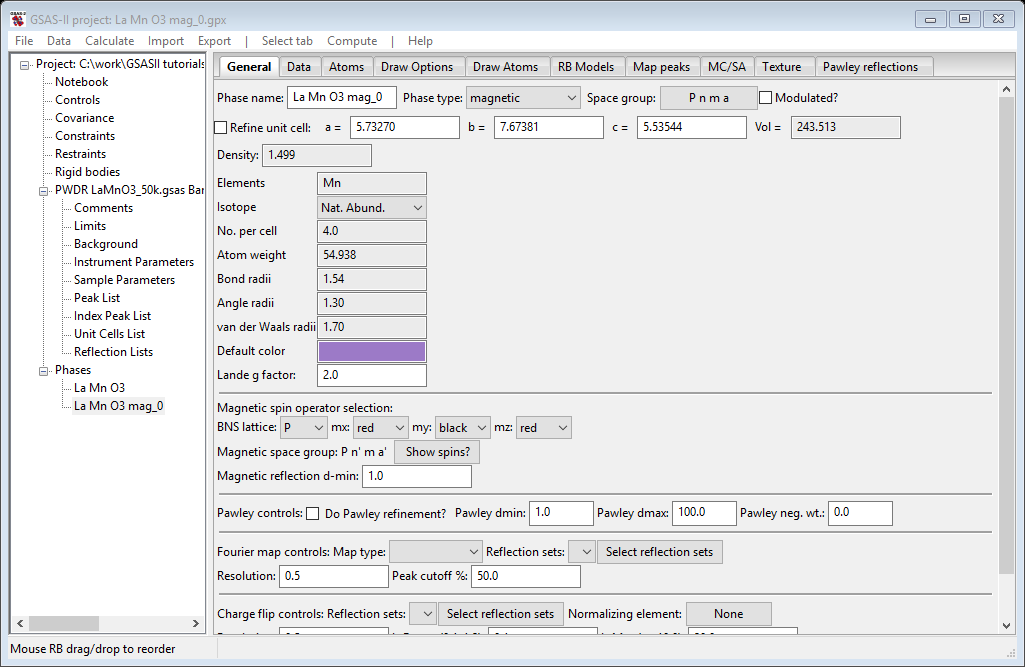 GSAS-II project: La Mn O3 mag_0.gpx
File Data Calculate Import Export | Select tab Compute | Help
Project: C:\work\GSASII tutorials
Notebook
Controls
Covariance
Constraints
Restraints
Rigid bodies
PWDR LaMnO3_50k.gsas Bar
Comments
Limits
Background
Instrument Parameters
Sample Parameters
Peak List
Index Peak List
Unit Cells List
Reflection Lists
Phases
La Mn O3
La Mn O3 mag_0
General Data Atoms Draw Options Draw Atoms RB Models Map peaks MC/SA Texture Pawley reflections
Phase name: La Mn O3 mag_0 Phase type: magnetic Space group: P n m a Modulated?
Refine unit cell: a = 5.73270 b = 7.67381 c = 5.53544 Vol = 243.513
Density: 1.499
Elements Mn
Isotope Nat. Abund.
No. per cell 4.0
Atom weight 54.938
Bond radii 1.54
Angle radii 1.30
van der Waals radii 1.70
Default color
Lande g factor: 2.0
Magnetic spin operator selection:
BNS lattice: P mx: red my: black mz: red
Magnetic space group: P n' m a' Show spins?
Magnetic reflection d-min: 1.0
Pawley controls: Do Pawley refinement? Pawley dmin: 1.0 Pawley dmax: 100.0 Pawley neg. wt.: 0.0
Fourier map controls: Map type: Reflection sets: Select reflection sets
Resolution: 0.5 Peak cutoff %: 50.0
Charge flip controls: Reflection sets: Select reflection sets Normalizing element: None
Mouse RB drag/drop to reorder